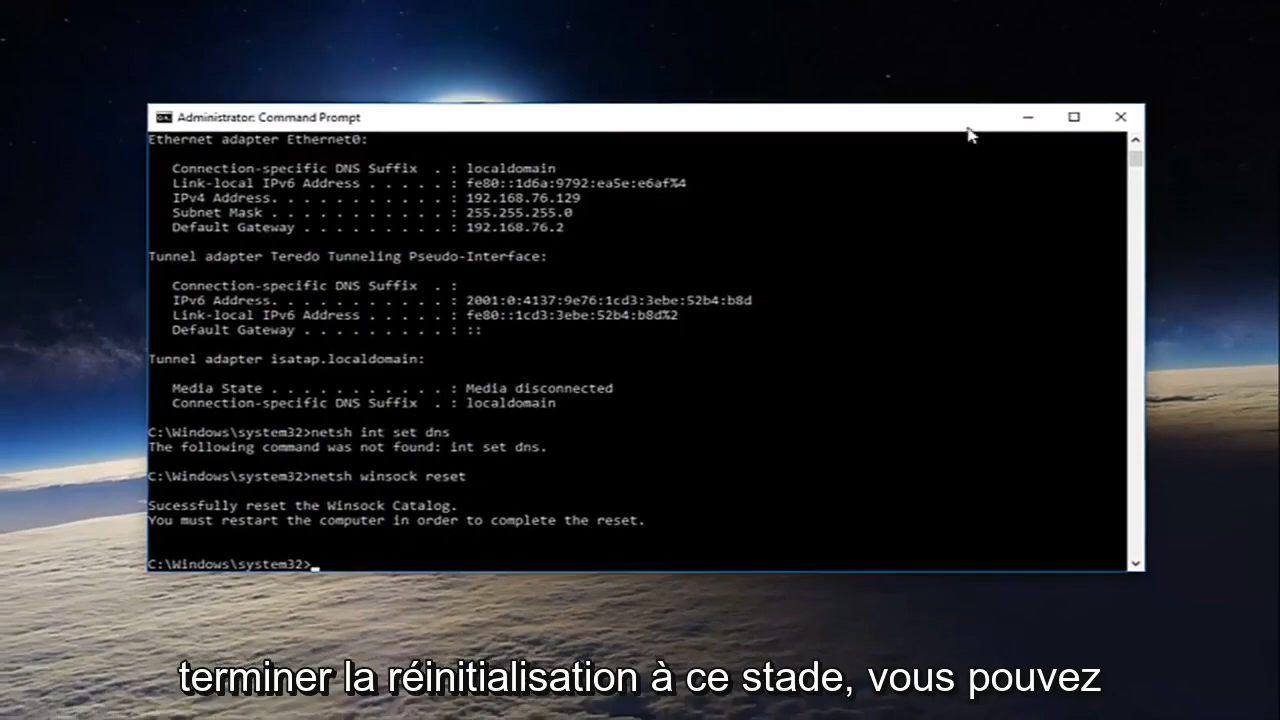 Administrator: Command Prompt
Ethernet adapter Ethernet0:
Connection-specific DNS Suffix . : localdomain
Link-local IPv6 Address . . . . . : fe80::1d6a:9792:ea5e:e6af%4
IPv4 Address. . . . . . . . . . . : 192.168.76.129
Subnet Mask . . . . . . . . . . . : 255.255.255.0
Default Gateway . . . . . . . . . : 192.168.76.2
Tunnel adapter Teredo Tunneling Pseudo-Interface:
Connection-specific DNS Suffix . :
IPv6 Address. . . . . . . . . . . : 2001:0:4137:9e76:1cd3:3ebe:52b4:b8d
Link-local IPv6 Address . . . . . : fe80::1cd3:3ebe:52b4:b8d%2
Default Gateway . . . . . . . . . : ::
Tunnel adapter isatap.localdomain:
Media State . . . . . . . . . . . : Media disconnected
Connection-specific DNS Suffix . : localdomain
C:\Windows\system32>netsh int set dns
The following command was not found: int set dns.
C:\Windows\system32>netsh winsock reset
Sucessfully reset the Winsock Catalog.
You must restart the computer in order to complete the reset.
C:\Windows\system32>
terminer la réinitialisation à ce stade, vous pouvez